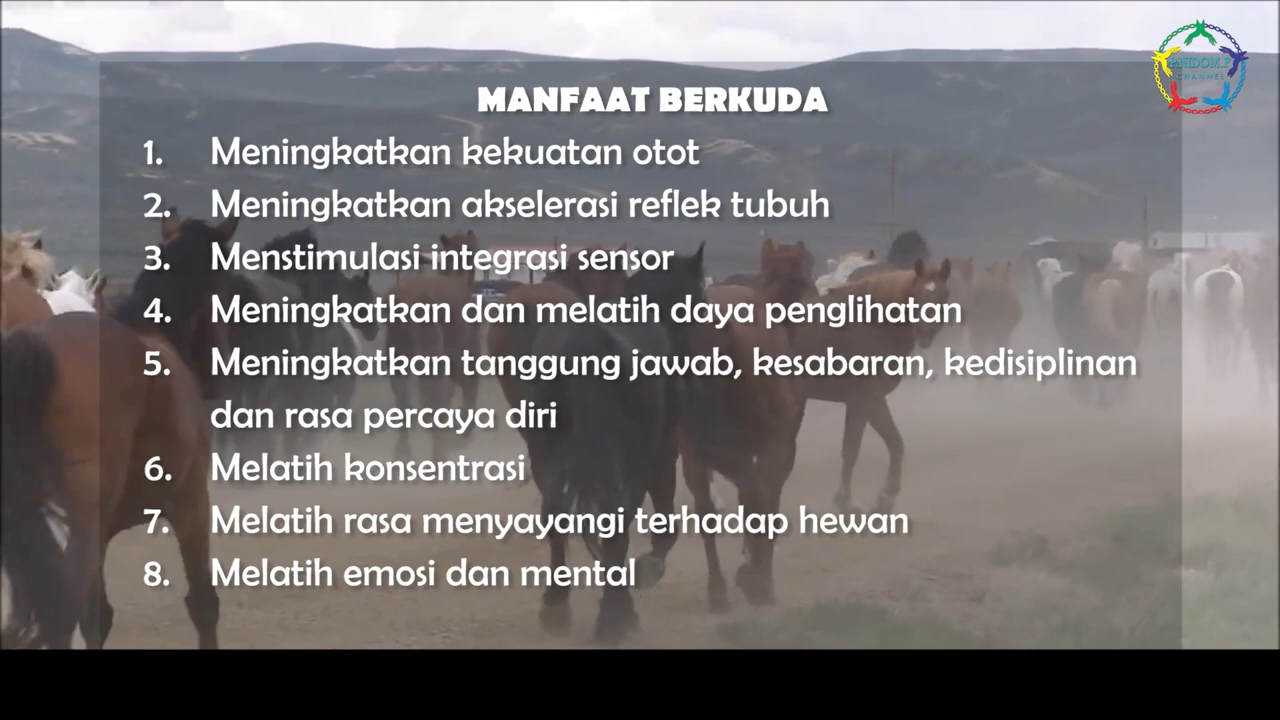 MANFAAT BERKUDA
1. Meningkatkan kekuatan otot
2. Meningkatkan akselerasi reflek tubuh
3. Menstimulasi integrasi sensor
4. Meningkatkan dan melatih daya penglihatan
5. Meningkatkan tanggung jawab, kesabaran, kedisiplinan
dan rasa percaya diri
6. Melatih konsentrasi
7. Melatih rasa menyayangi terhadap hewan
8. Melatih emosi dan mental
CHANNEL